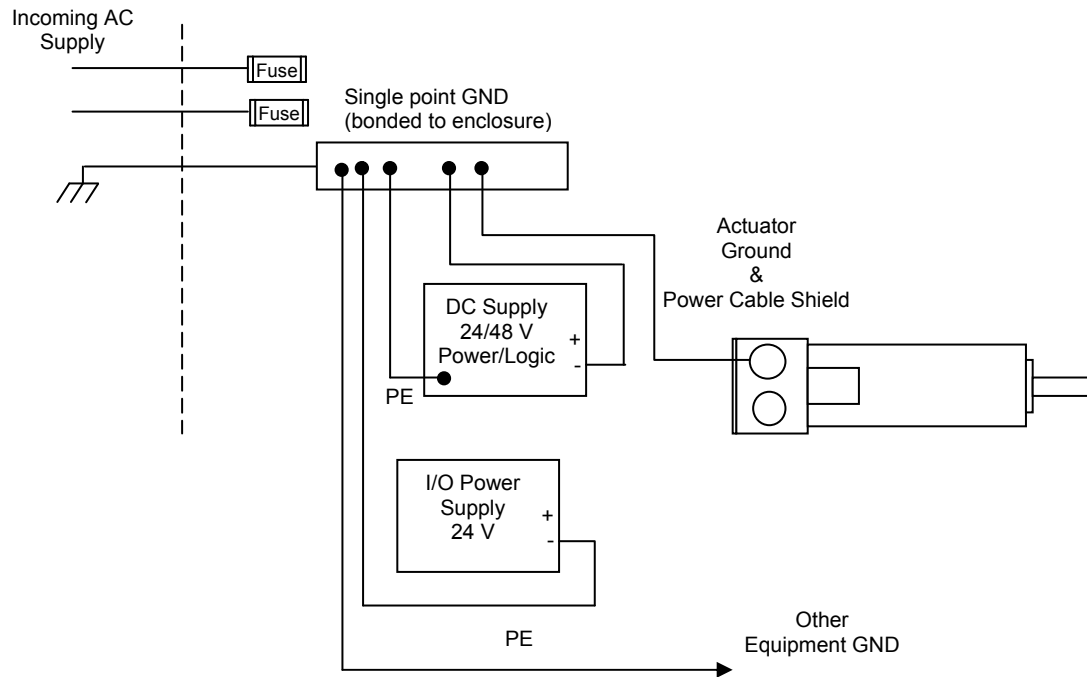 Incoming AC
Supply
Fuse
Fuse
Single point GND
(bonded to enclosure)
Actuator
Ground
&
Power Cable Shield
DC Supply
24/48 V
Power/Logic
+
-
PE
I/O Power
Supply
24 V
+
-
PE
Other
Equipment GND